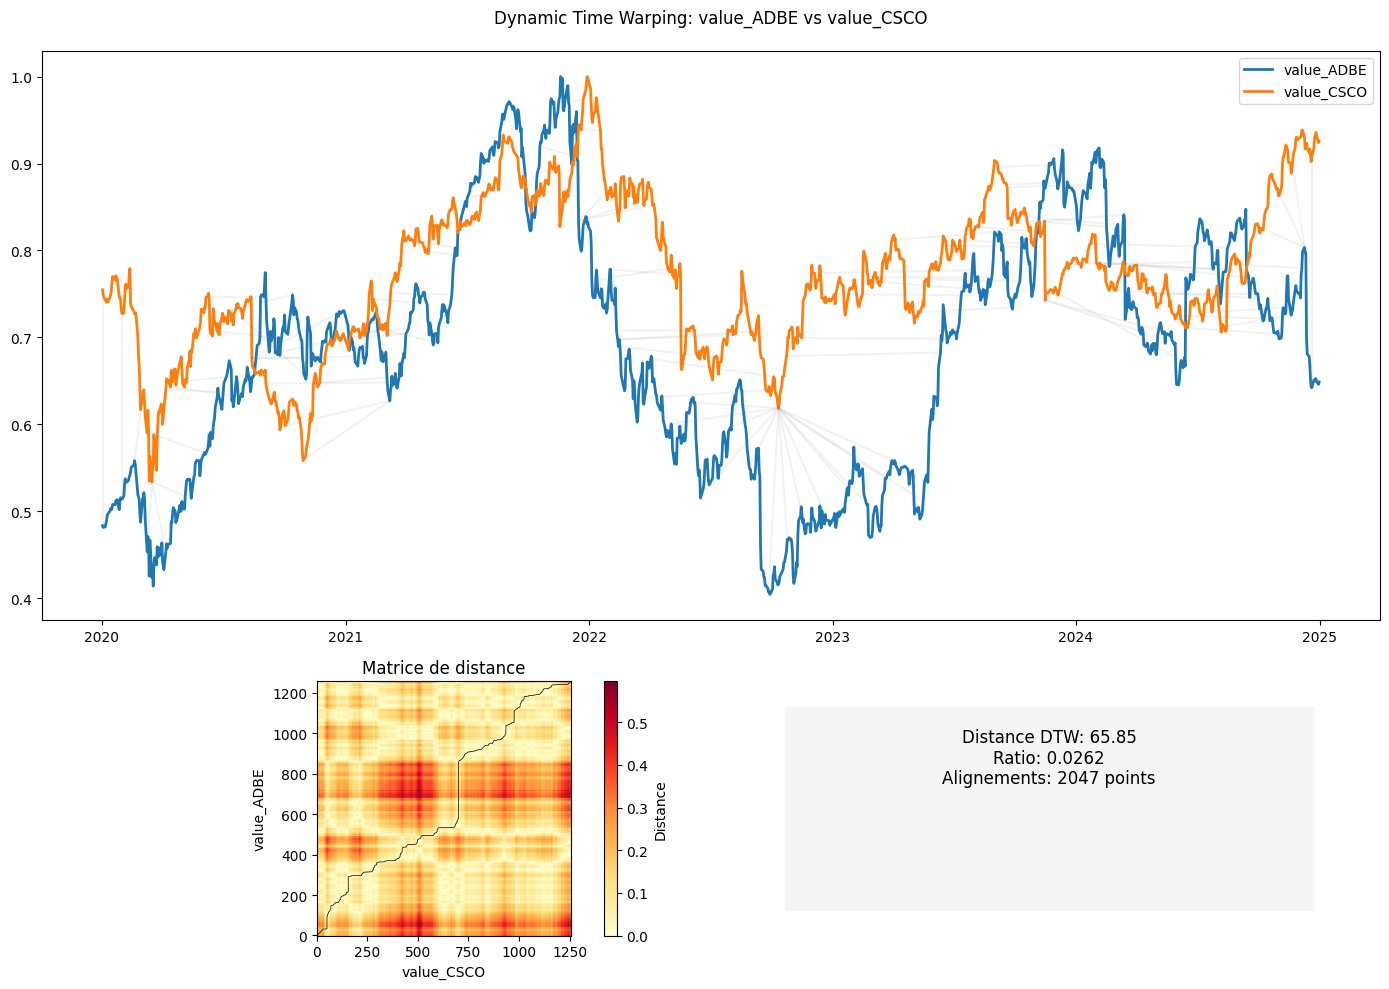 Dynamic Time Warping: value_ADBE vs value_CSCO
value_ADBE
value_CSCO
1.0
0.9
0.8
0.7
0.6
0.5
0.4
2020 2021 2022 2023 2024 2025
Matrice de distance
value_ADBE
1200
1000
800
600
400
200
0
0 250 500 750 1000 1250
value_CSCO
0.5
0.4
0.3
0.2
0.1
0.0
Distance
Distance DTW: 65.85
Ratio: 0.0262
Alignements: 2047 points